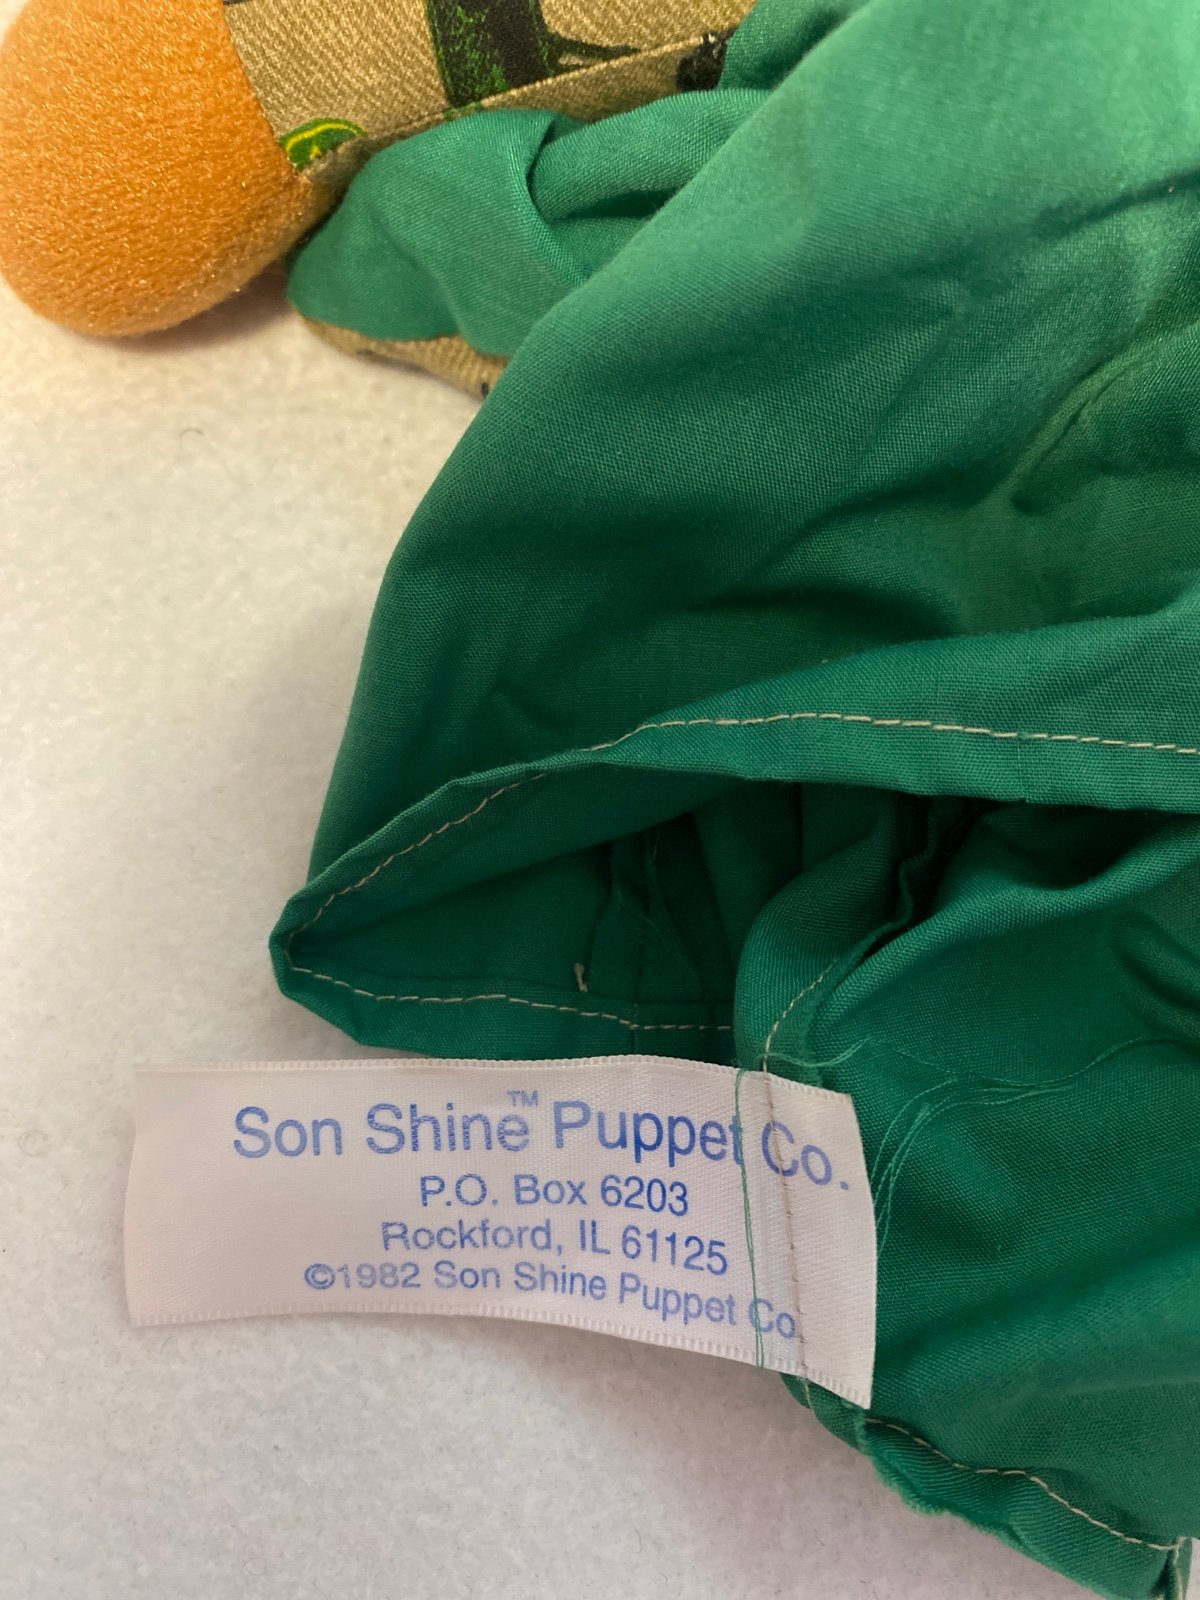 Son Shine™ Puppet Co.
P.O. Box 6203
Rockford, IL 61125
©1982 Son Shine Puppet Co.